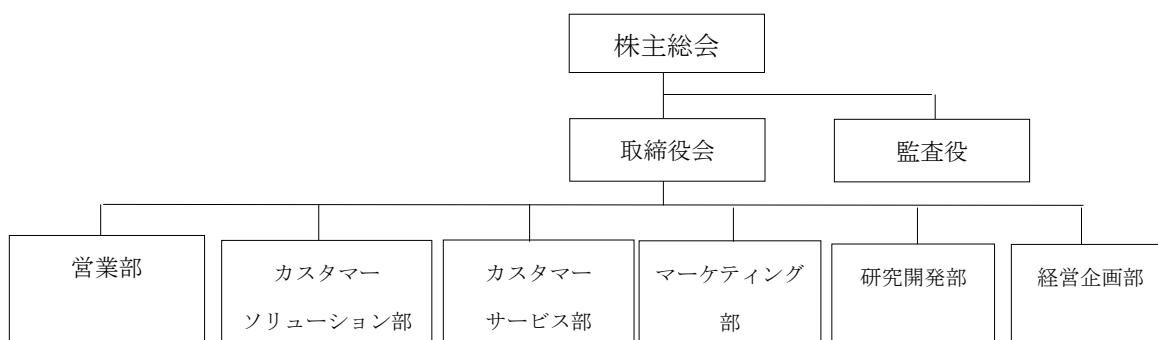 株主総会
取締役会
監査役
営業部
カスタマー
ソリューション部
カスタマー
サービス部
マーケティング
部
研究開発部
経営企画部